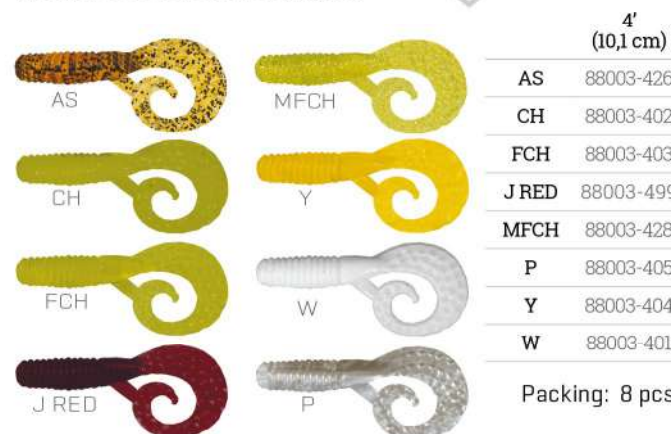 AS
MFCH
CH
Y
FCH
W
J RED
P
4'
(10,1 cm)
AS 88003-426
CH 88003-402
FCH 88003-403
J RED 88003-499
MFCH 88003-428
P 88003-405
Y 88003-404
W 88003-401
Packing: 8 pcs